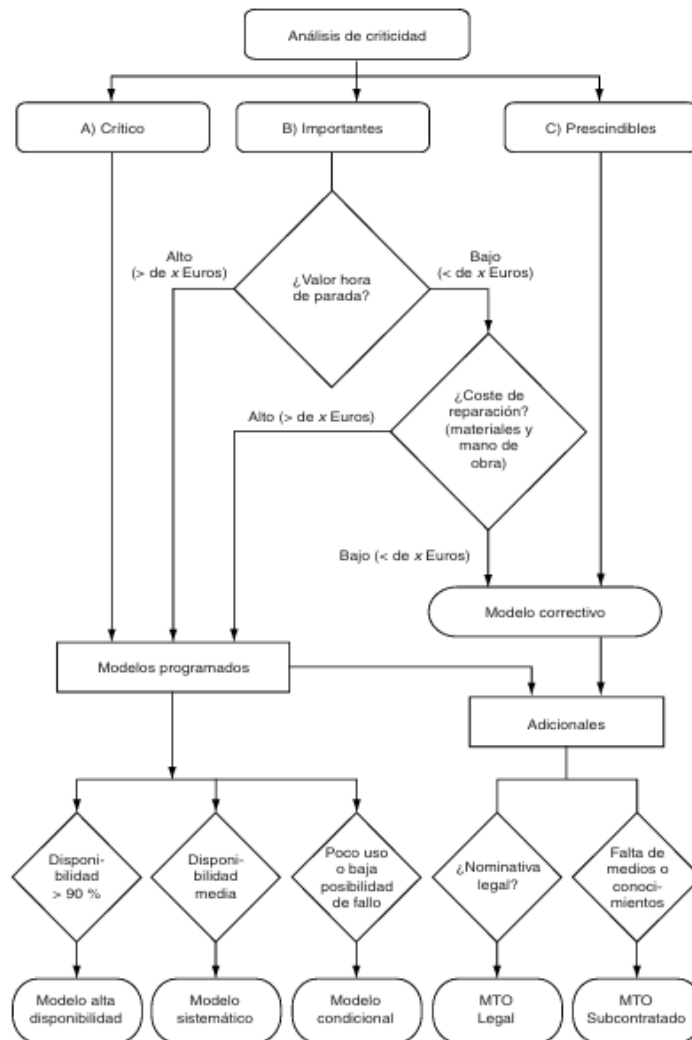 Análisis de criticidad
A) Crítico
B) Importantes
C) Prescindibles
Alto
(> de x Euros)
¿Valor hora
de parada?
Bajo
(< de x Euros)
Alto (> de x Euros)
¿Coste de
reparación?
(materiales y
mano de
obra)
Bajo (< de x Euros)
Modelo correctivo
Modelos programados
Adicionales
Disponi-
bilidad
> 90 %
Disponi-
bilidad
media
Poco uso
o baja
posibilidad
de fallo
¿Nominativa
legal?
Falta de
medios o
conoci-
mientos
Modelo alta
disponibilidad
Modelo
sistemático
Modelo
condicional
MTO
Legal
MTO
Subcontratado